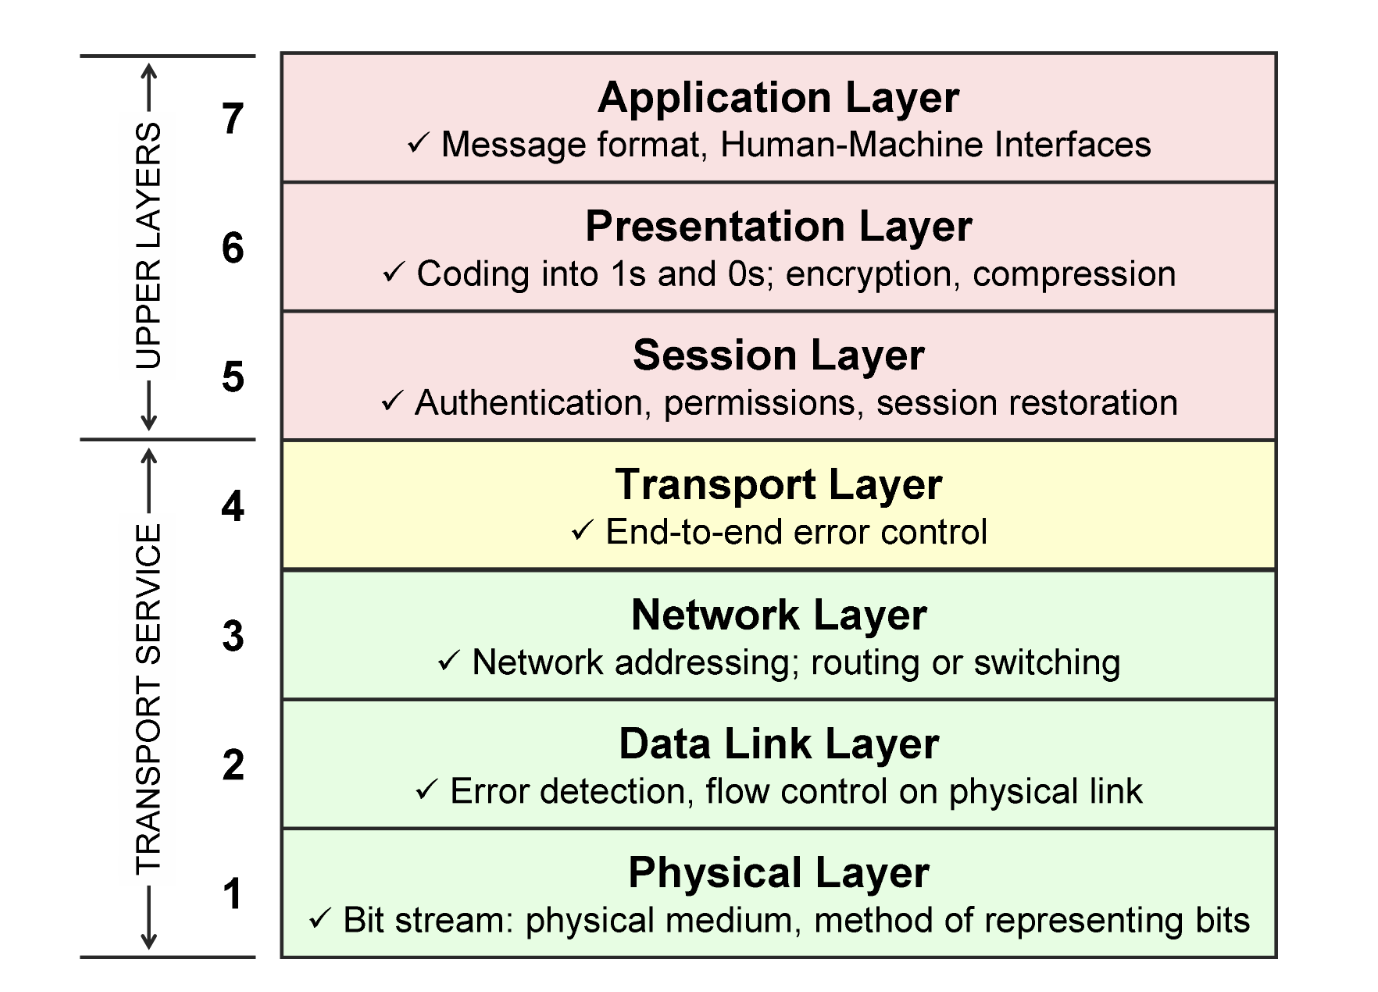 UPPER LAYERS
7
Application Layer
✓ Message format, Human-Machine Interfaces
6
Presentation Layer
✓ Coding into 1s and 0s; encryption, compression
5
Session Layer
✓ Authentication, permissions, session restoration
TRANSPORT SERVICE
4
Transport Layer
✓ End-to-end error control
3
Network Layer
✓ Network addressing; routing or switching
2
Data Link Layer
✓ Error detection, flow control on physical link
1
Physical Layer
✓ Bit stream: physical medium, method of representing bits